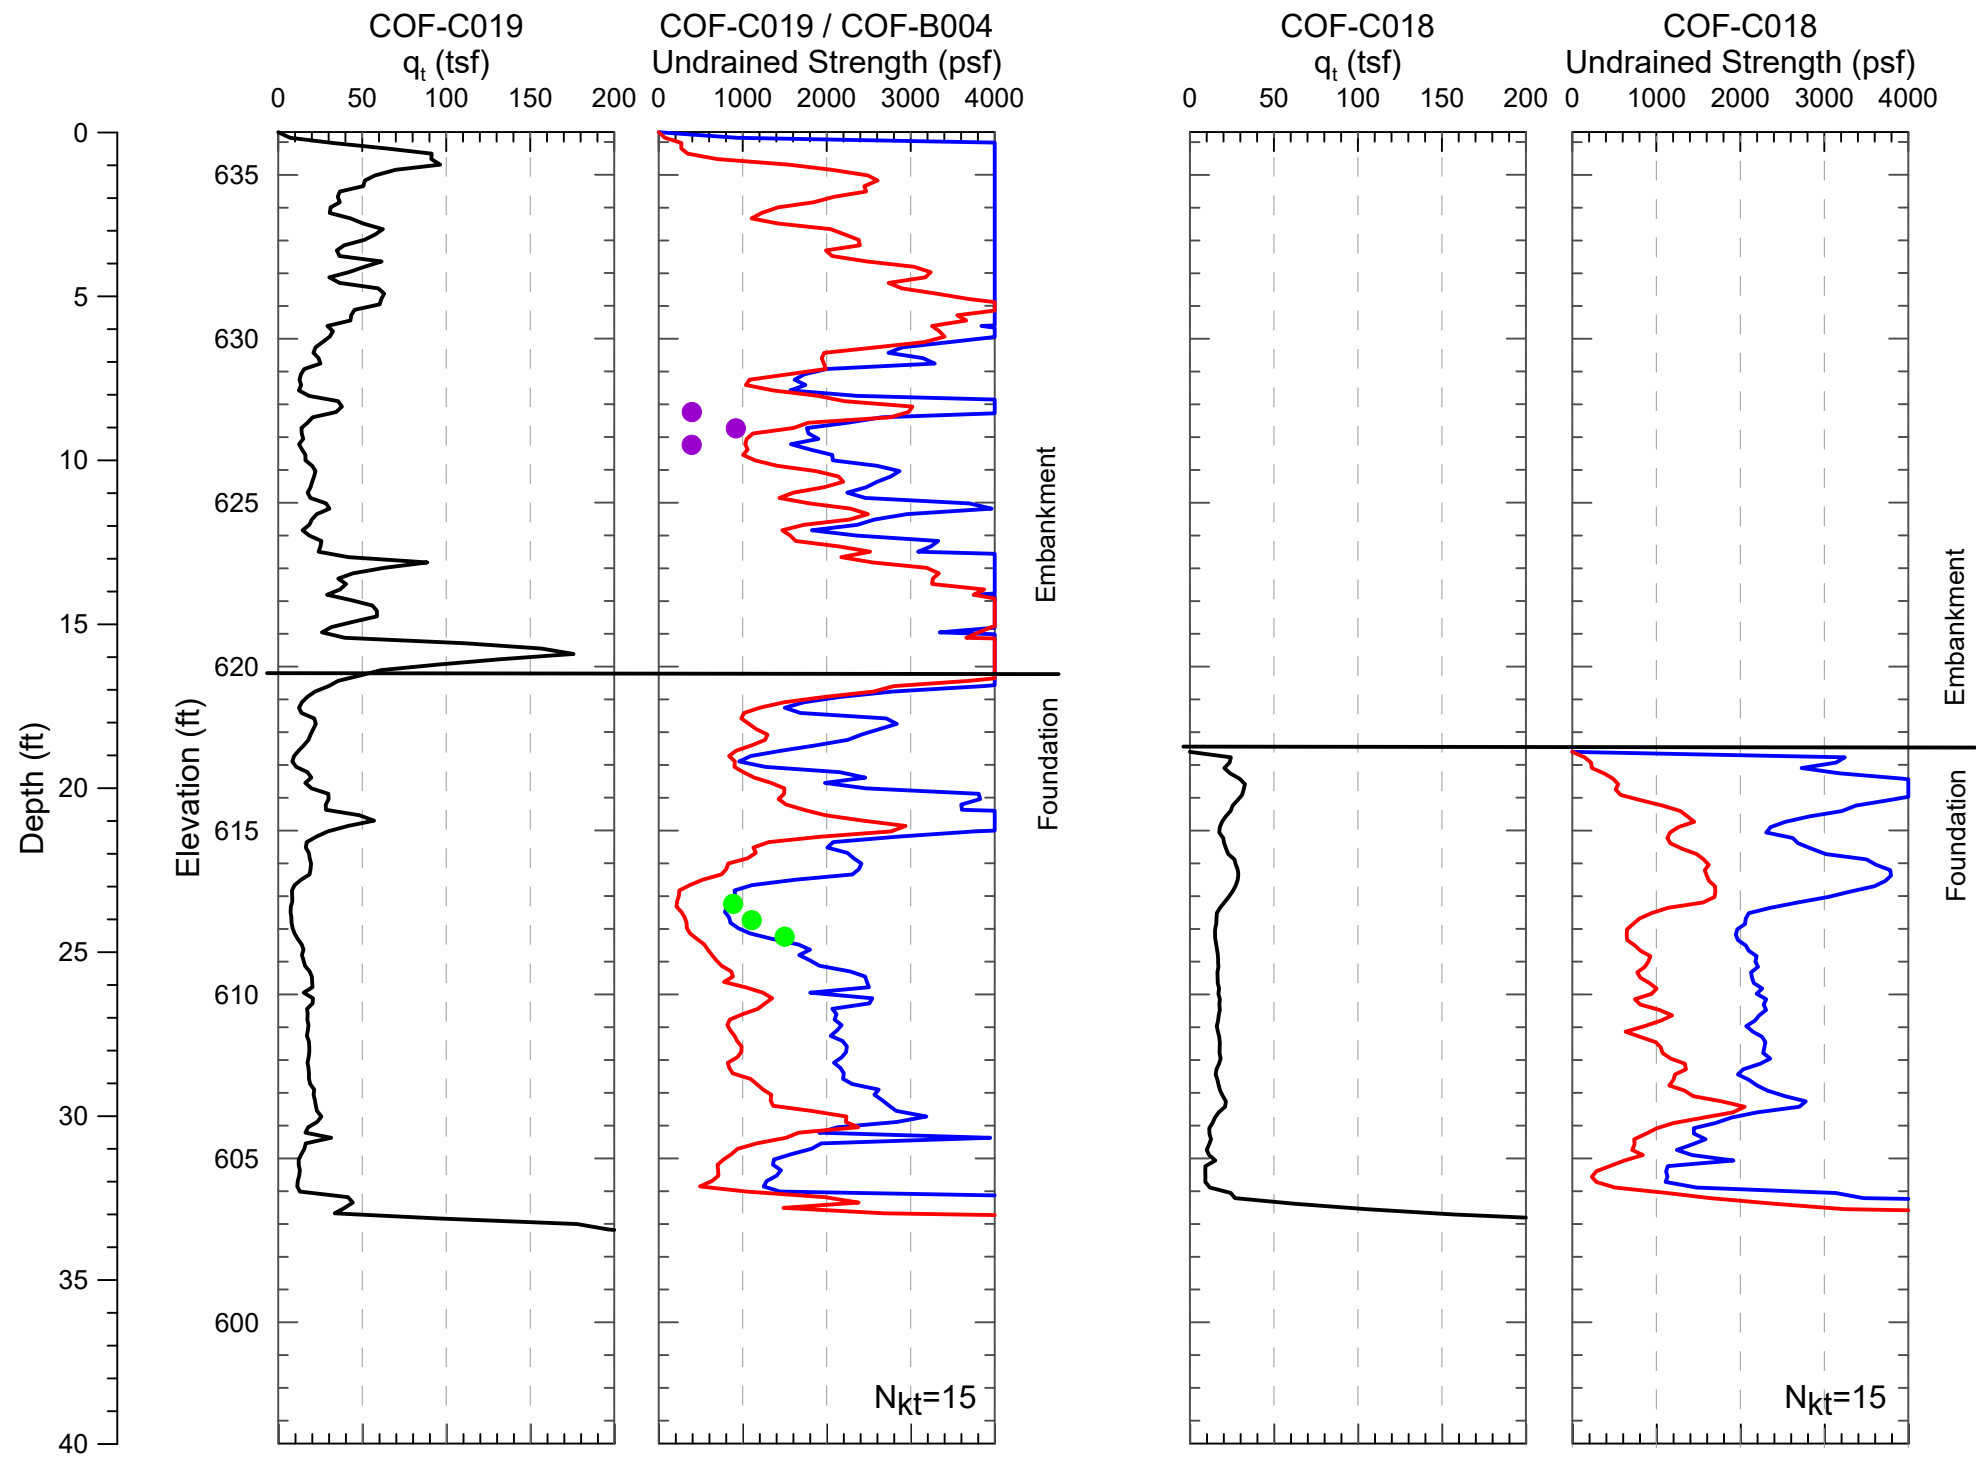 COF-C019
qt (tsf)
0 50 100 150 200
COF-C019 / COF-B004
Undrained Strength (psf)
0 1000 2000 3000 4000
COF-C018
qt (tsf)
0 50 100 150 200
COF-C018
Undrained Strength (psf)
0 1000 2000 3000 4000
Depth (ft)
0
5
10
15
20
25
30
35
40
Elevation (ft)
635
630
625
620
615
610
605
600
Embankment
Foundation
Nkt=15
Embankment
Foundation
Nkt=15